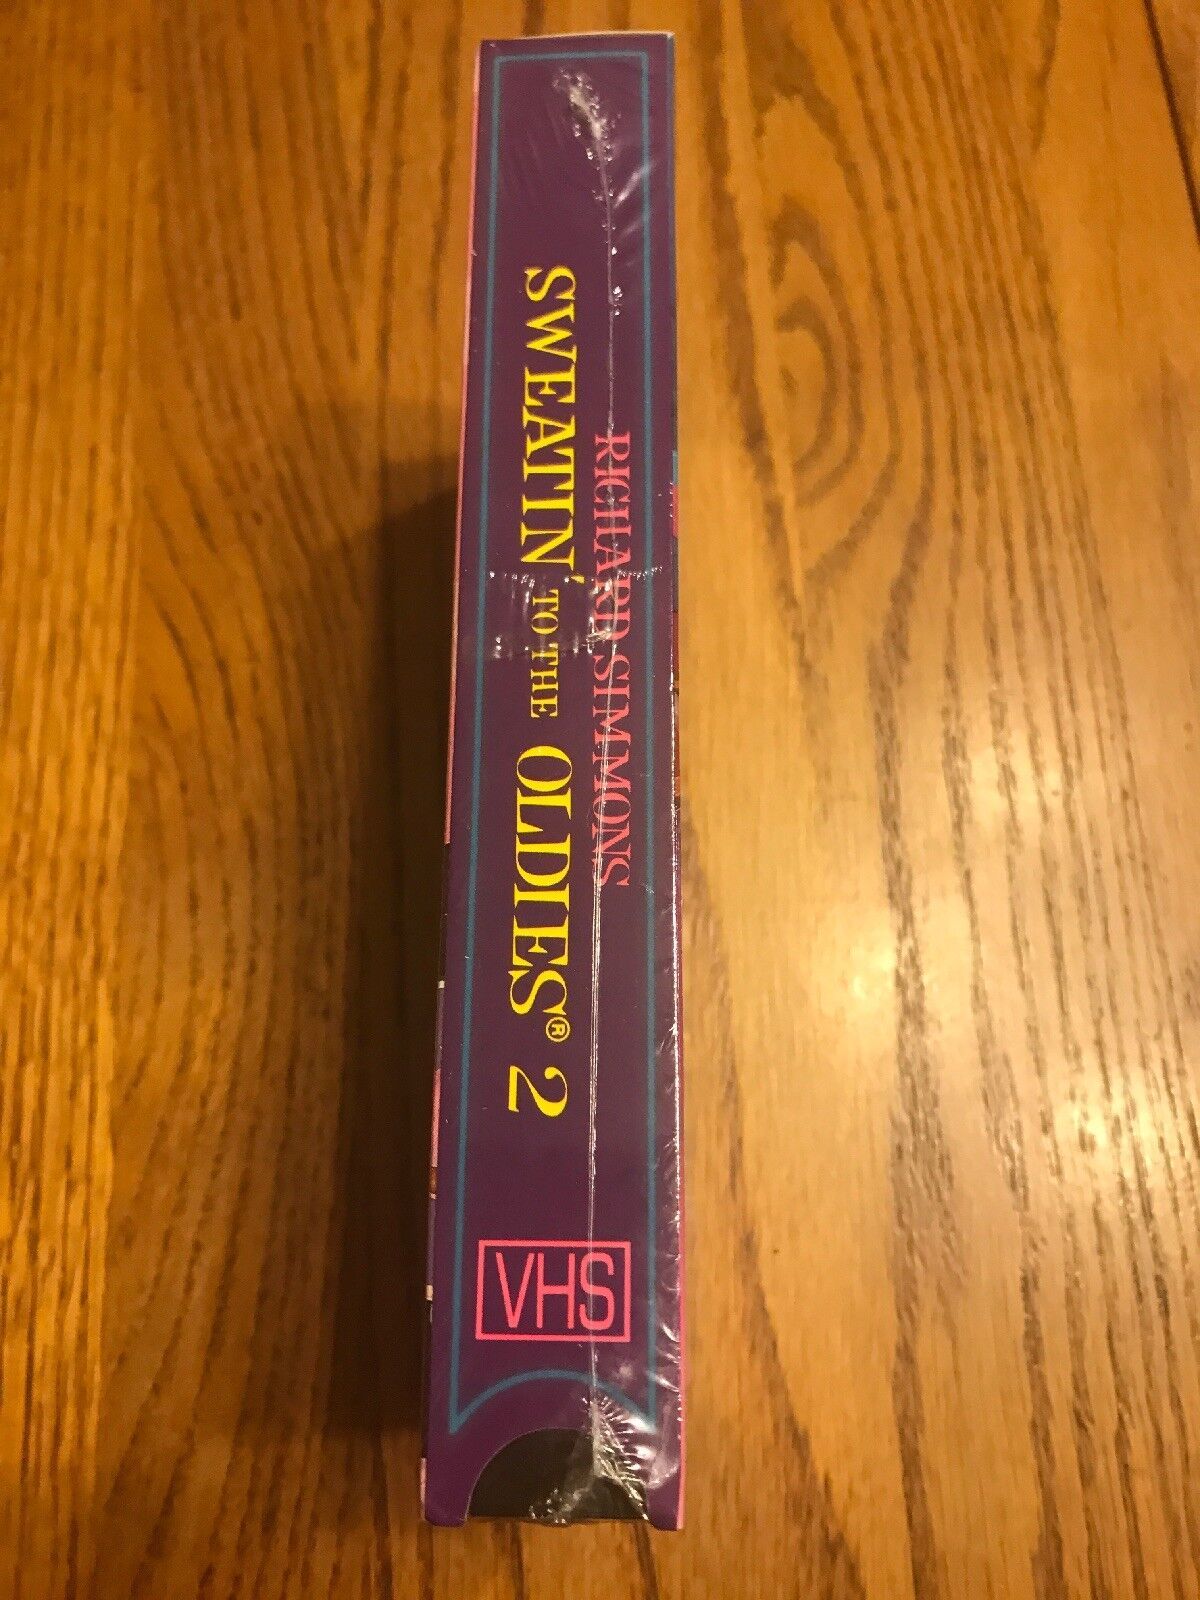 RICHARD SIMMONS
SWEATIN' TO THE OLDIES® 2
VHS